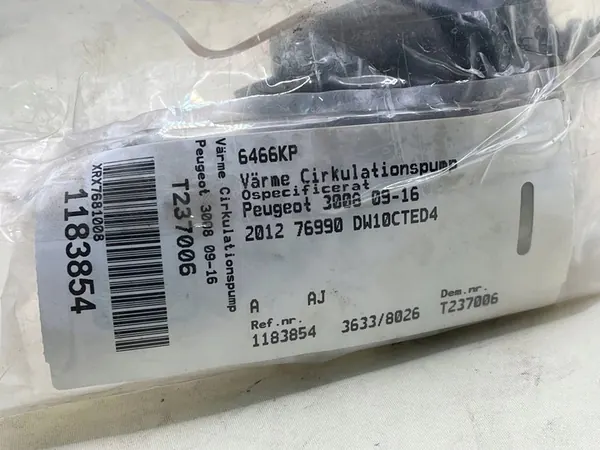 XRX76810008
1183854
Värme Cirkulationspump
Peugeot 3008 09-16
T237006
6466KP
Värme Cirkulationspump
Ospecificerat
Peugeot 3008 09-16
2012 76990 DW10CTED4
A AJ
Ref.nr. Dem.nr.
1183854 3633/8026 T237006